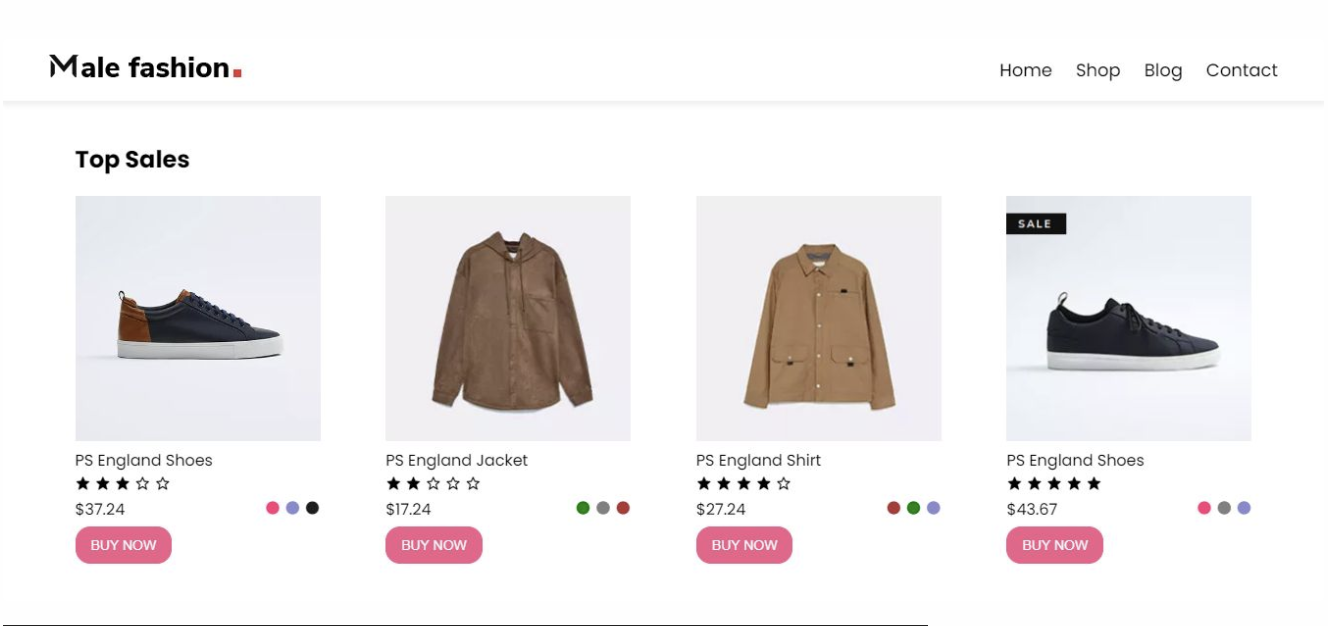 Male fashion.
Home Shop Blog Contact
Top Sales
SALE
PS England Shoes
$37.24
BUY NOW
PS England Jacket
$17.24
BUY NOW
PS England Shirt
$27.24
BUY NOW
PS England Shoes
$43.67
BUY NOW